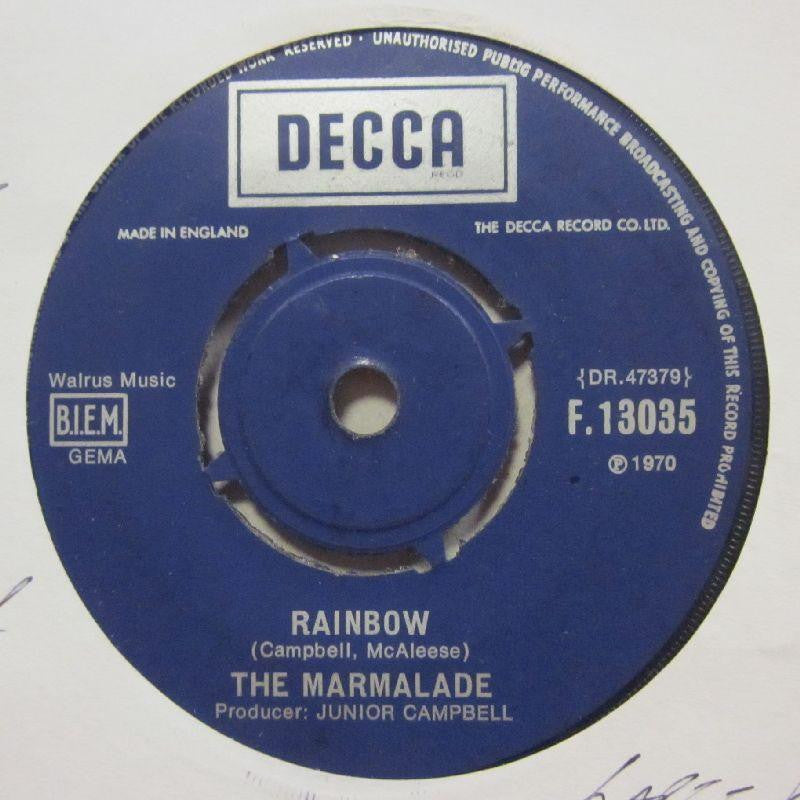 OF THE RECORDED WORK RESERVED · UNAUTHORISED PUBLIC PERFORMANCE BROADCASTING AND COPYING OF THIS RECORD PROHIBITED
DECCA
REGD
MADE IN ENGLAND
THE DECCA RECORD CO. LTD.
Walrus Music
{DR.47379}
B.I.E.M.
F.13035
GEMA
℗ 1970
RAINBOW
(Campbell, McAleese)
THE MARMALADE
Producer: JUNIOR CAMPBELL